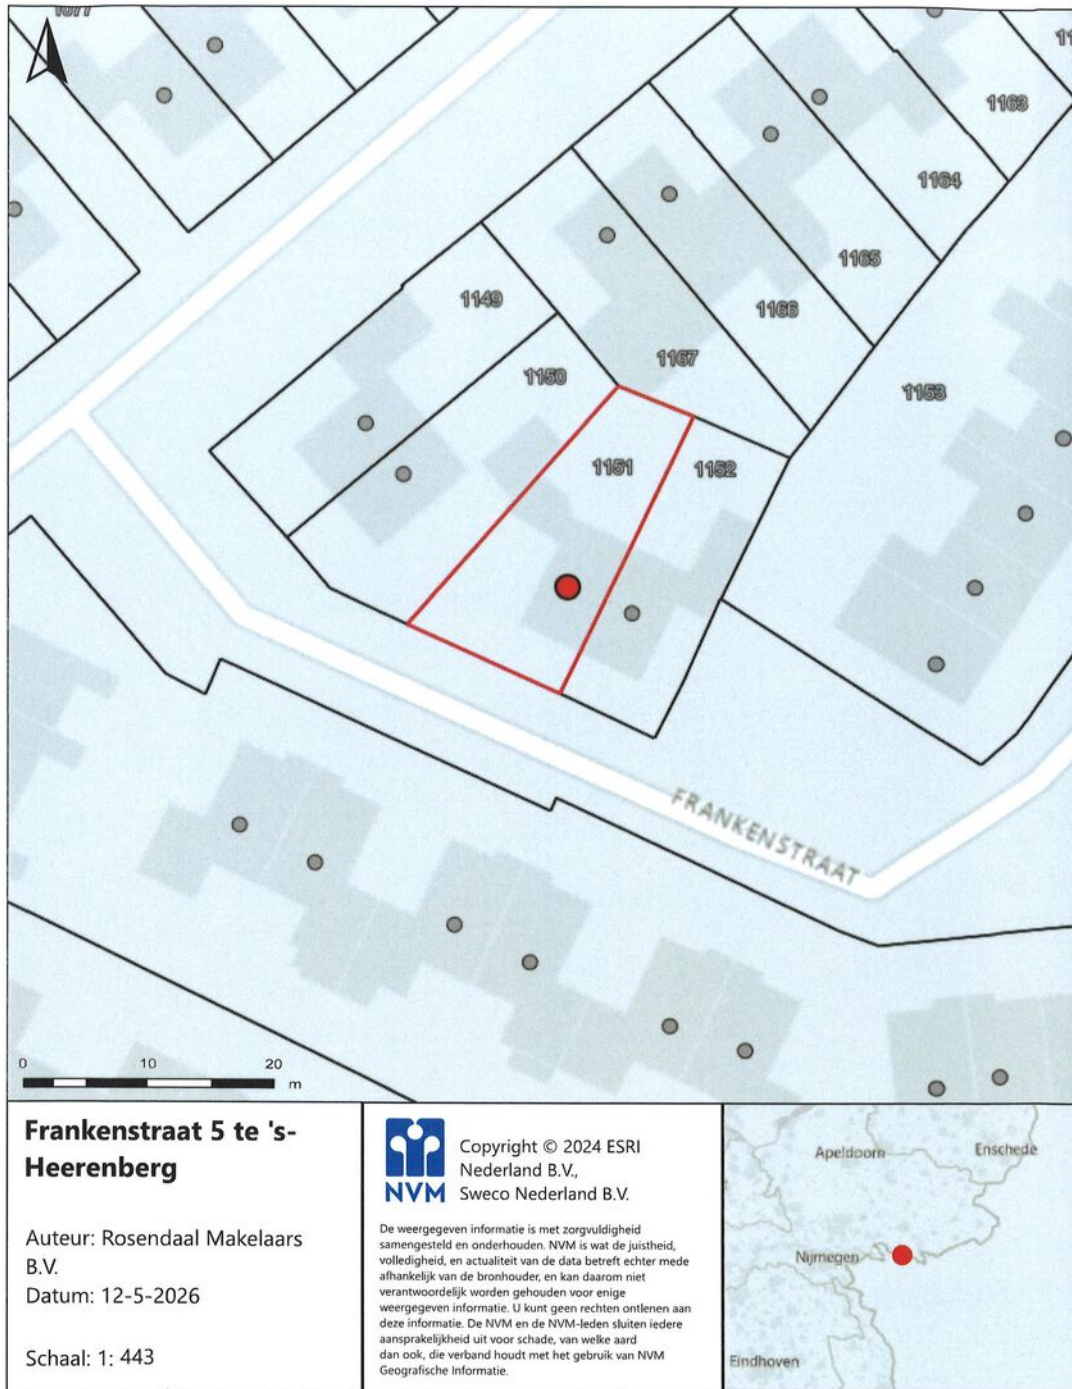 1077
11
1163
1164
1165
1149
1166
1167
1150
1153
1151
1152
FRANKENSTRAAT
0 10 20
m
Frankenstraat 5 te 's-
Heerenberg
Auteur: Rosendaal Makelaars
B.V.
Datum: 12-5-2026
Schaal: 1: 443
NVM
Copyright © 2024 ESRI
Nederland B.V.,
Sweco Nederland B.V.
De weergegeven informatie is met zorgvuldigheid
samengesteld en onderhouden. NVM is wat de juistheid,
volledigheid, en actualiteit van de data betreft echter mede
afhankelijk van de bronhouder, en kan daarom niet
verantwoordelijk worden gehouden voor enige
weergegeven informatie. U kunt geen rechten ontlenen aan
deze informatie. De NVM en de NVM-leden sluiten iedere
aansprakelijkheid uit voor schade, van welke aard
dan ook, die verband houdt met het gebruik van NVM
Geografische Informatie.
Apeldoorn
Enschede
Nijmegen
Eindhoven